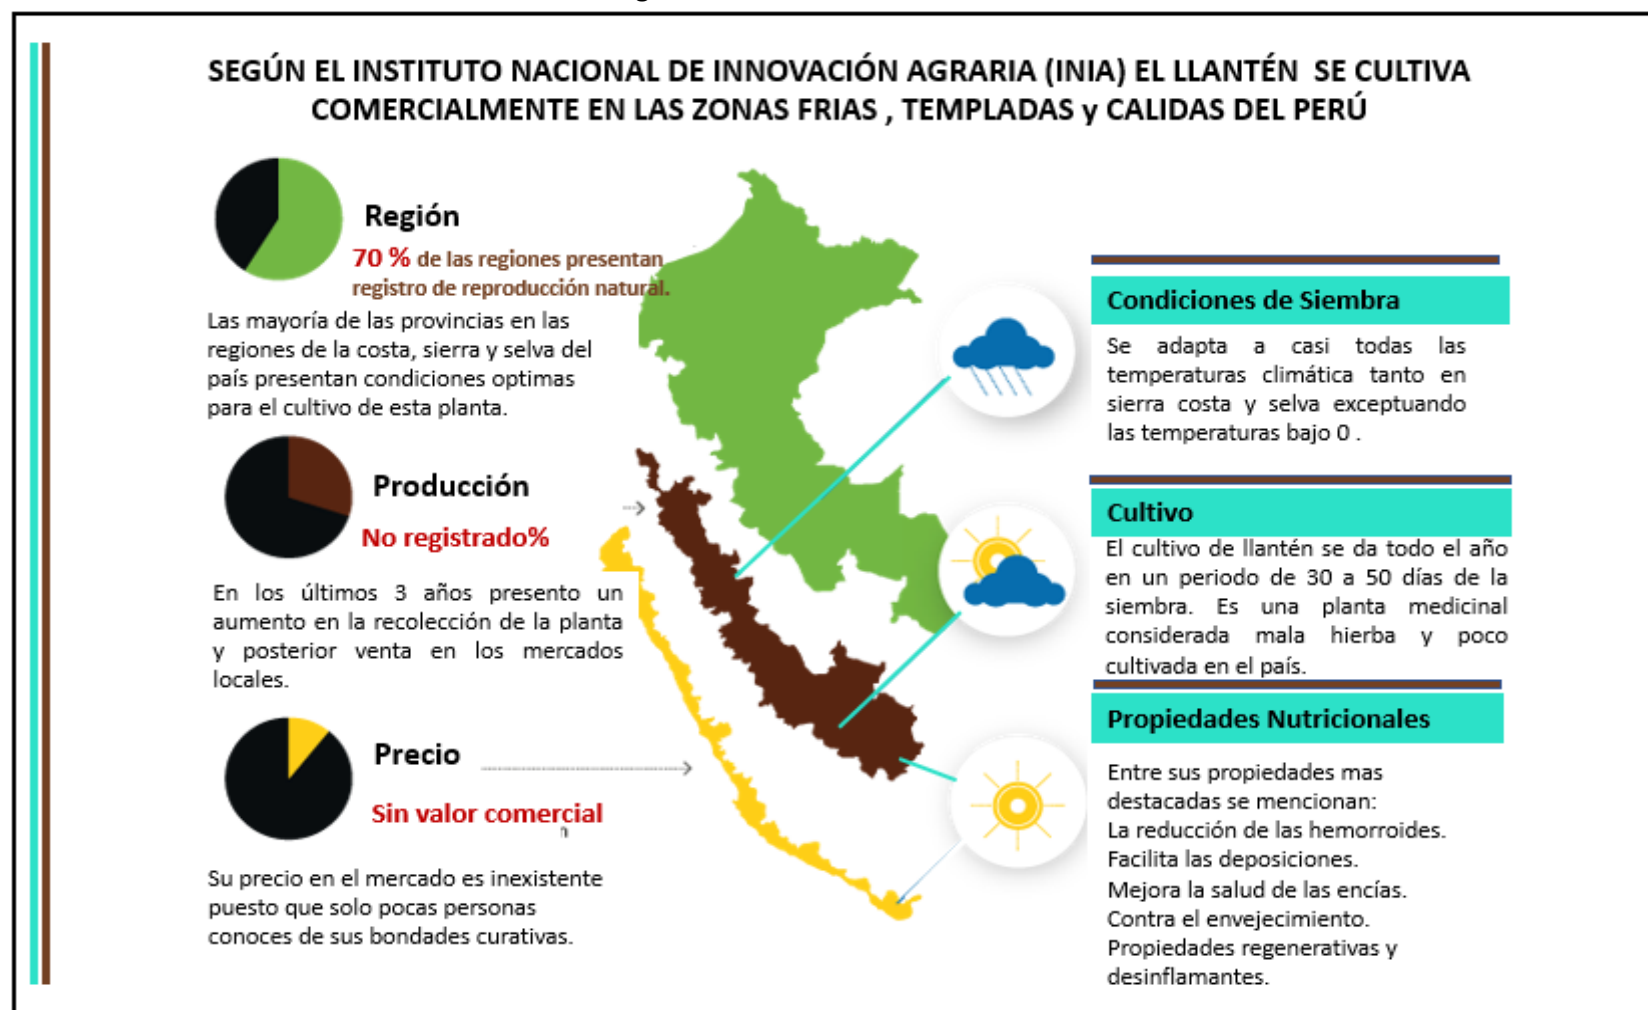 SEGÚN EL INSTITUTO NACIONAL DE INNOVACIÓN AGRARIA (INIA) EL LLANTÉN SE CULTIVA
COMERCIALMENTE EN LAS ZONAS FRIAS , TEMPLADAS y CALIDAS DEL PERÚ
Región
70 % de las regiones presentan
registro de reproducción natural.
Las mayoría de las provincias en las
regiones de la costa, sierra y selva del
país presentan condiciones optimas
para el cultivo de esta planta.
Producción
No registrado%
En los últimos 3 años presento un
aumento en la recolección de la planta
y posterior venta en los mercados
locales.
Precio
Sin valor comercial
Su precio en el mercado es inexistente
puesto que solo pocas personas
conoces de sus bondades curativas.
Condiciones de Siembra
Se adapta a casi todas las
temperaturas climática tanto en
sierra costa y selva exceptuando
las temperaturas bajo 0 .
Cultivo
El cultivo de llantén se da todo el año
en un periodo de 30 a 50 días de la
siembra. Es una planta medicinal
considerada mala hierba y poco
cultivada en el país.
Propiedades Nutricionales
Entre sus propiedades mas
destacadas se mencionan:
La reducción de las hemorroides.
Facilita las deposiciones.
Mejora la salud de las encías.
Contra el envejecimiento.
Propiedades regenerativas y
desinflamantes.